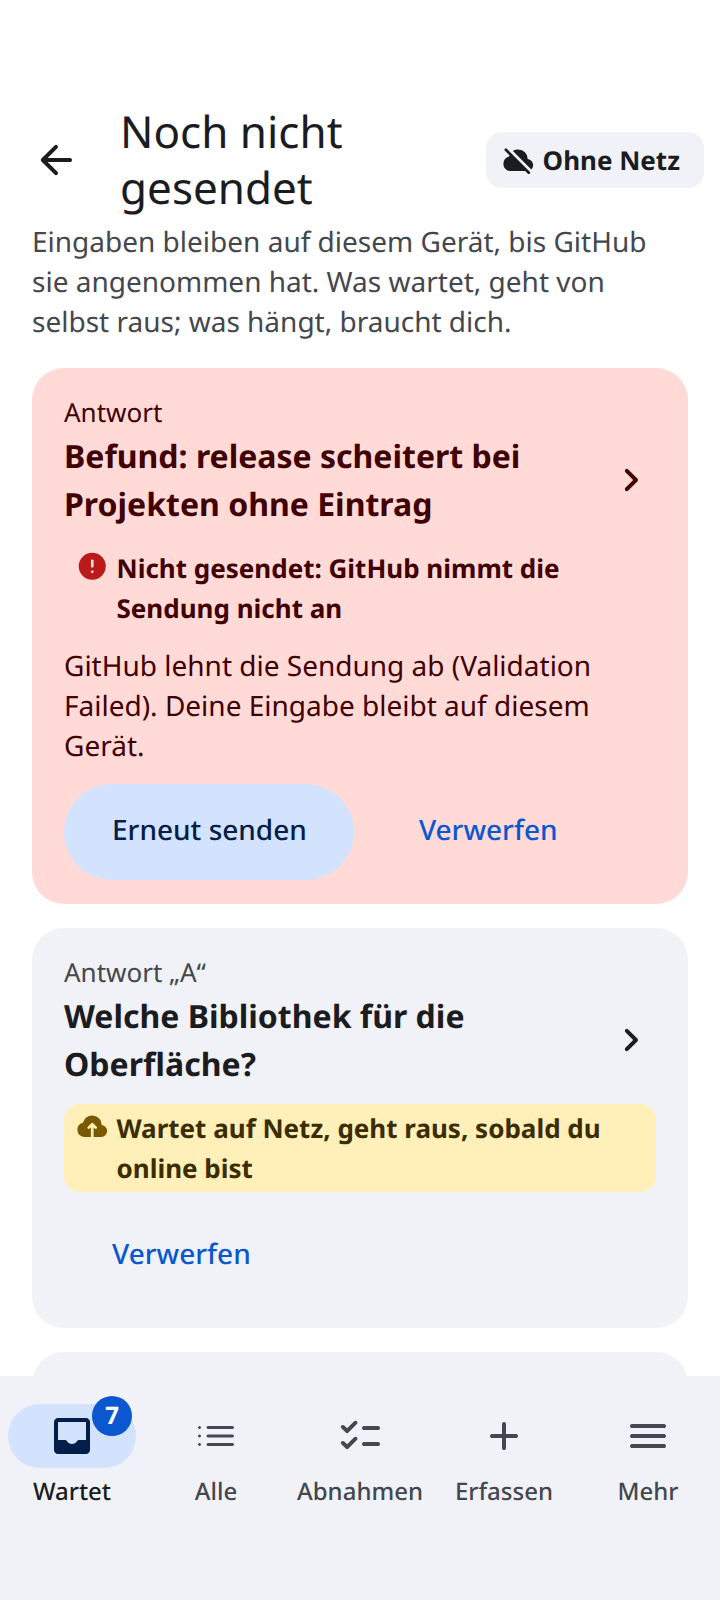 Noch nicht
gesendet
Ohne Netz
Eingaben bleiben auf diesem Gerät, bis GitHub
sie angenommen hat. Was wartet, geht von
selbst raus; was hängt, braucht dich.
Antwort
Befund: release scheitert bei
Projekten ohne Eintrag
Nicht gesendet: GitHub nimmt die
Sendung nicht an
GitHub lehnt die Sendung ab (Validation
Failed). Deine Eingabe bleibt auf diesem
Gerät.
Erneut senden
Verwerfen
Antwort „A“
Welche Bibliothek für die
Oberfläche?
Wartet auf Netz, geht raus, sobald du
online bist
Verwerfen
7
Wartet
Alle
Abnahmen
Erfassen
Mehr